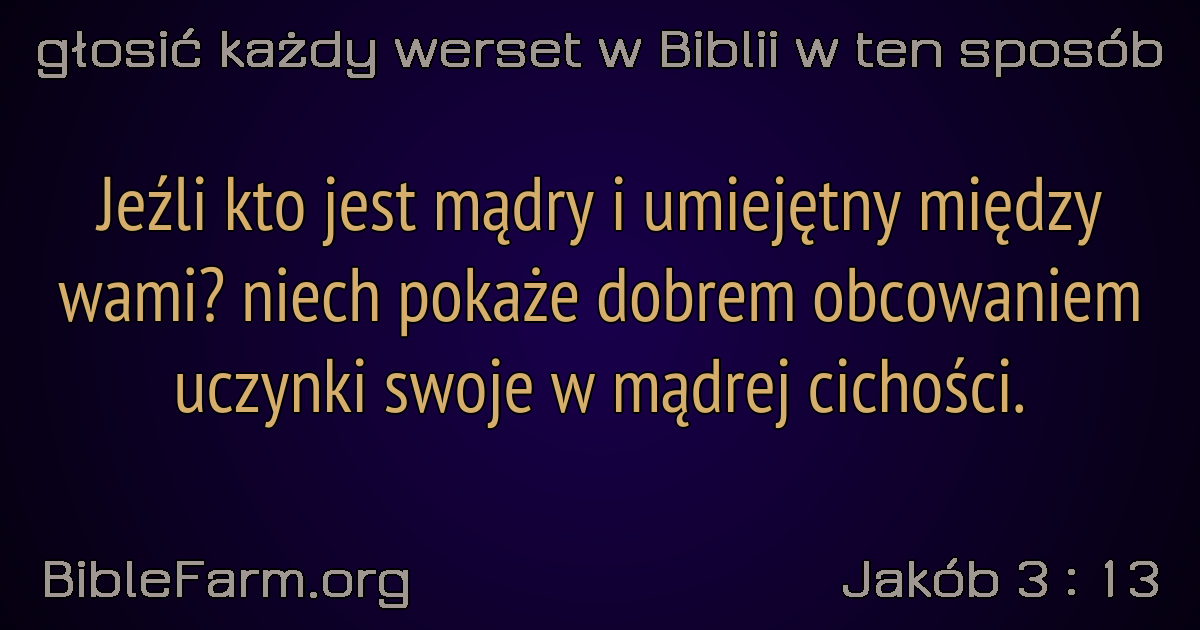 głosić każdy werset w Biblii w ten sposób
Jeźli kto jest mądry i umiejętny między
wami? niech pokaże dobrem obcowaniem
uczynki swoje w mądrej cichości.
BibleFarm.org
Jakób 3 : 13